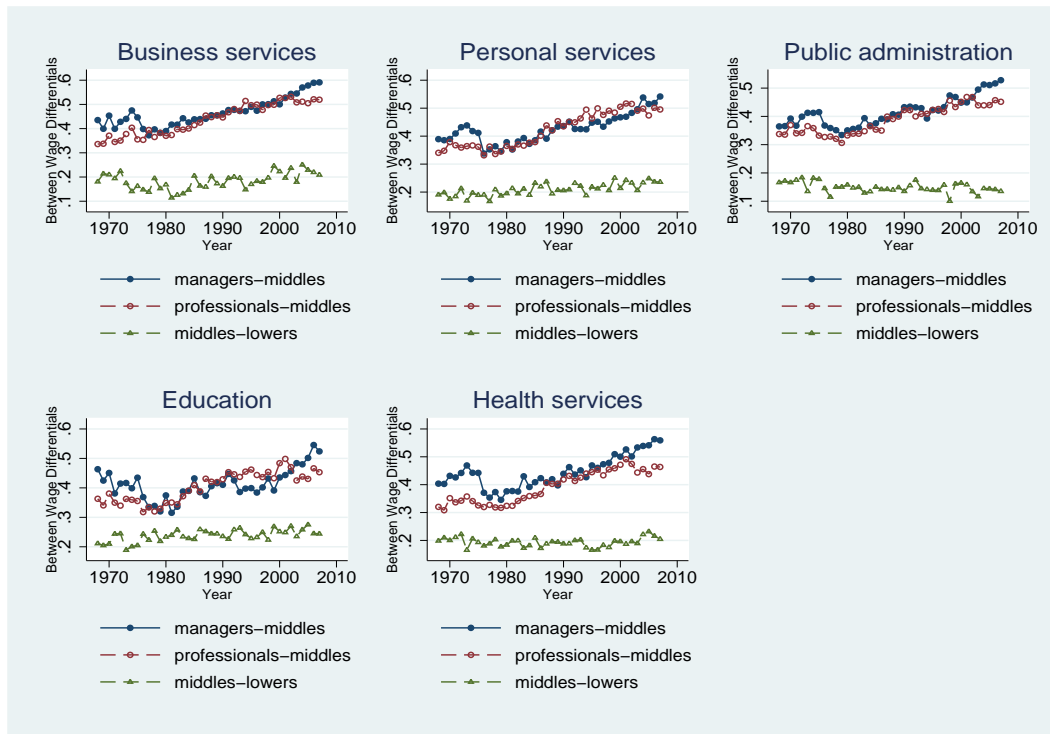 Business services
Between Wage Differentials
.6
.5
.4
.3
.2
.1
1970 1980 1990 2000 2010
Year
managers−middles
professionals−middles
middles−lowers
Personal services
Between Wage Differentials
.6
.5
.4
.3
.2
1970 1980 1990 2000 2010
Year
managers−middles
professionals−middles
middles−lowers
Public administration
Between Wage Differentials
.5
.4
.3
.2
.1
1970 1980 1990 2000 2010
Year
managers−middles
professionals−middles
middles−lowers
Education
Between Wage Differentials
.6
.5
.4
.3
.2
1970 1980 1990 2000 2010
Year
managers−middles
professionals−middles
middles−lowers
Health services
Between Wage Differentials
.6
.5
.4
.3
.2
1970 1980 1990 2000 2010
Year
managers−middles
professionals−middles
middles−lowers